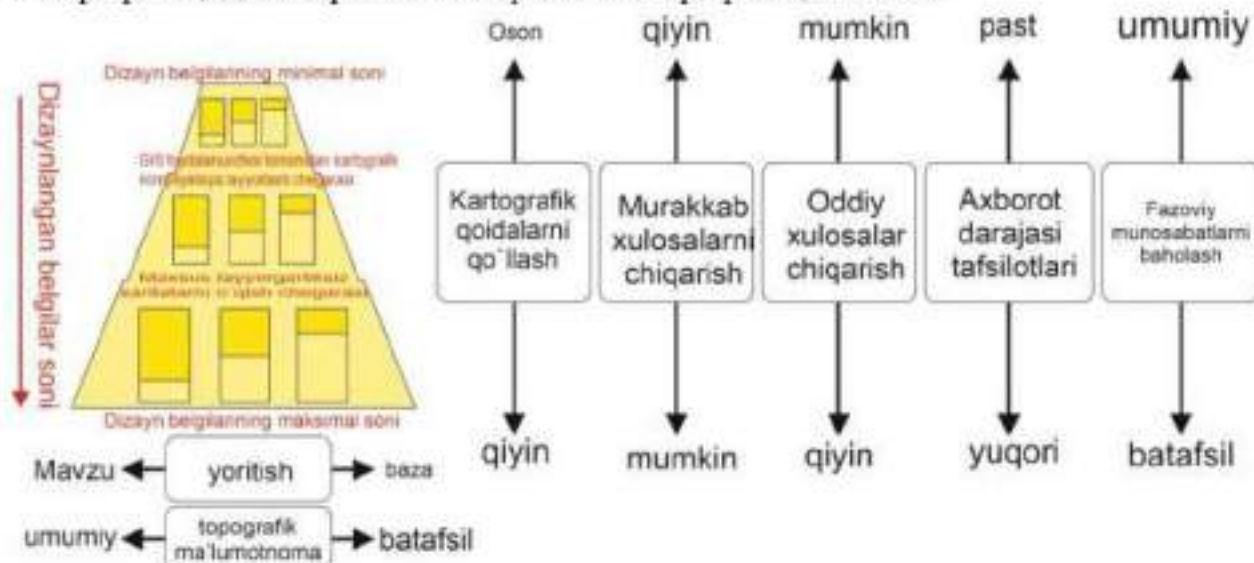 Oson
qiyin
mumkin
past
umumiy
Dizayn belgilarining minimal soni
Dizaynlangan belgilar soni
Dizayn belgilarining maksimal soni
Kartografik
qoidalarni
qo`llash
Murakkab
xulosalarni
chiqarish
Oddiy
xulosalar
chiqarish
Axborot
darajasi
tafsilotlari
Fazoviy
munosabatlarni
baholash
qiyin
mumkin
qiyin
yuqori
batafsil
Mavzu
yoritish
baza
umumiy
topografik
ma`lumotnoma
batafsil